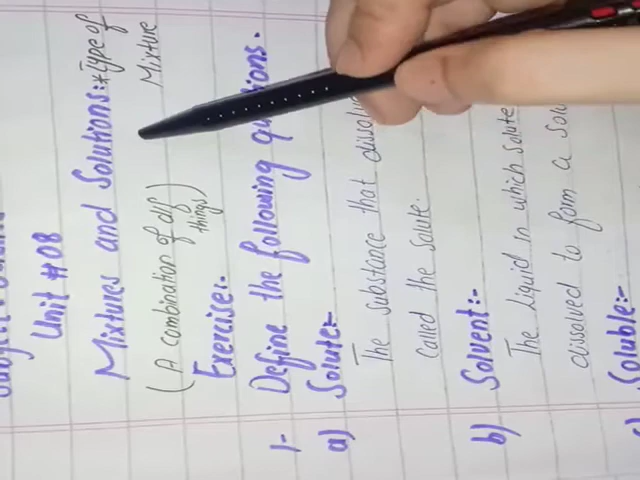 Unit # 08
Mixtures and Solutions:* Type of Mixture
(A combination of diff things)
Exercise:-
1- Define the following questions.
a) Solute:-
The substance that
called the solute.
b) Solvent:-
The liquid in which solute
dissolved to form a
c) Soluble:-